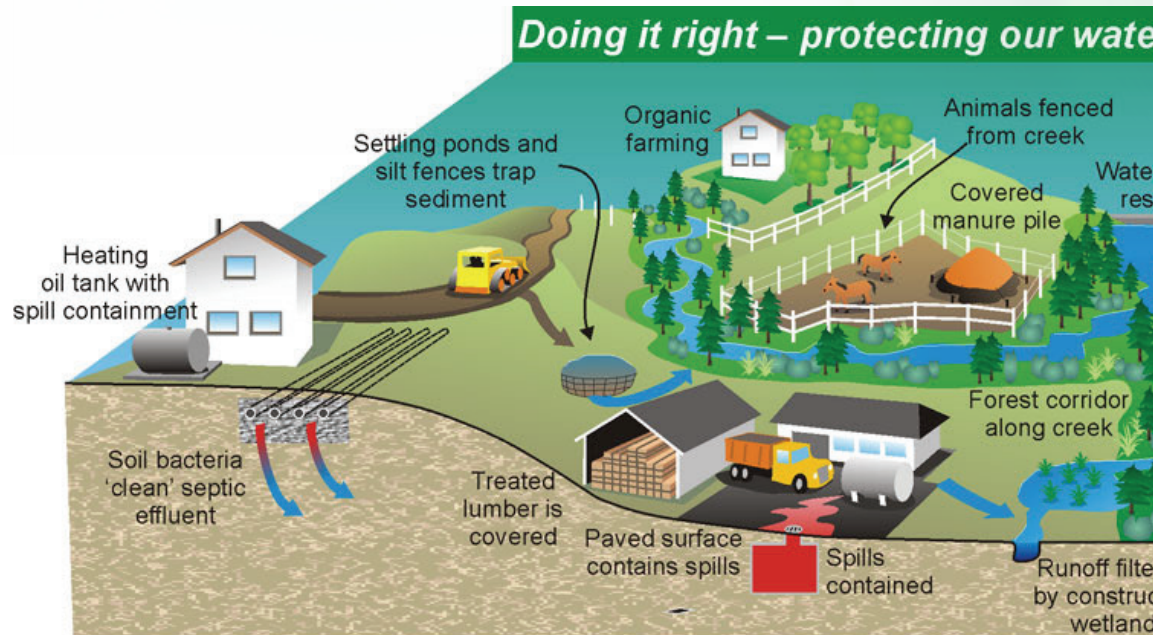 Doing it right – protecting our wate
Organic
farming
Animals fenced
from creek
Settling ponds and
silt fences trap
sediment
Covered
manure pile
Wate
res
Heating
oil tank with
spill containment
Forest corridor
along creek
Soil bacteria
'clean' septic
effluent
Treated
lumber is
covered
Paved surface
contains spills
Spills
contained
Runoff filte
by construc
wetland